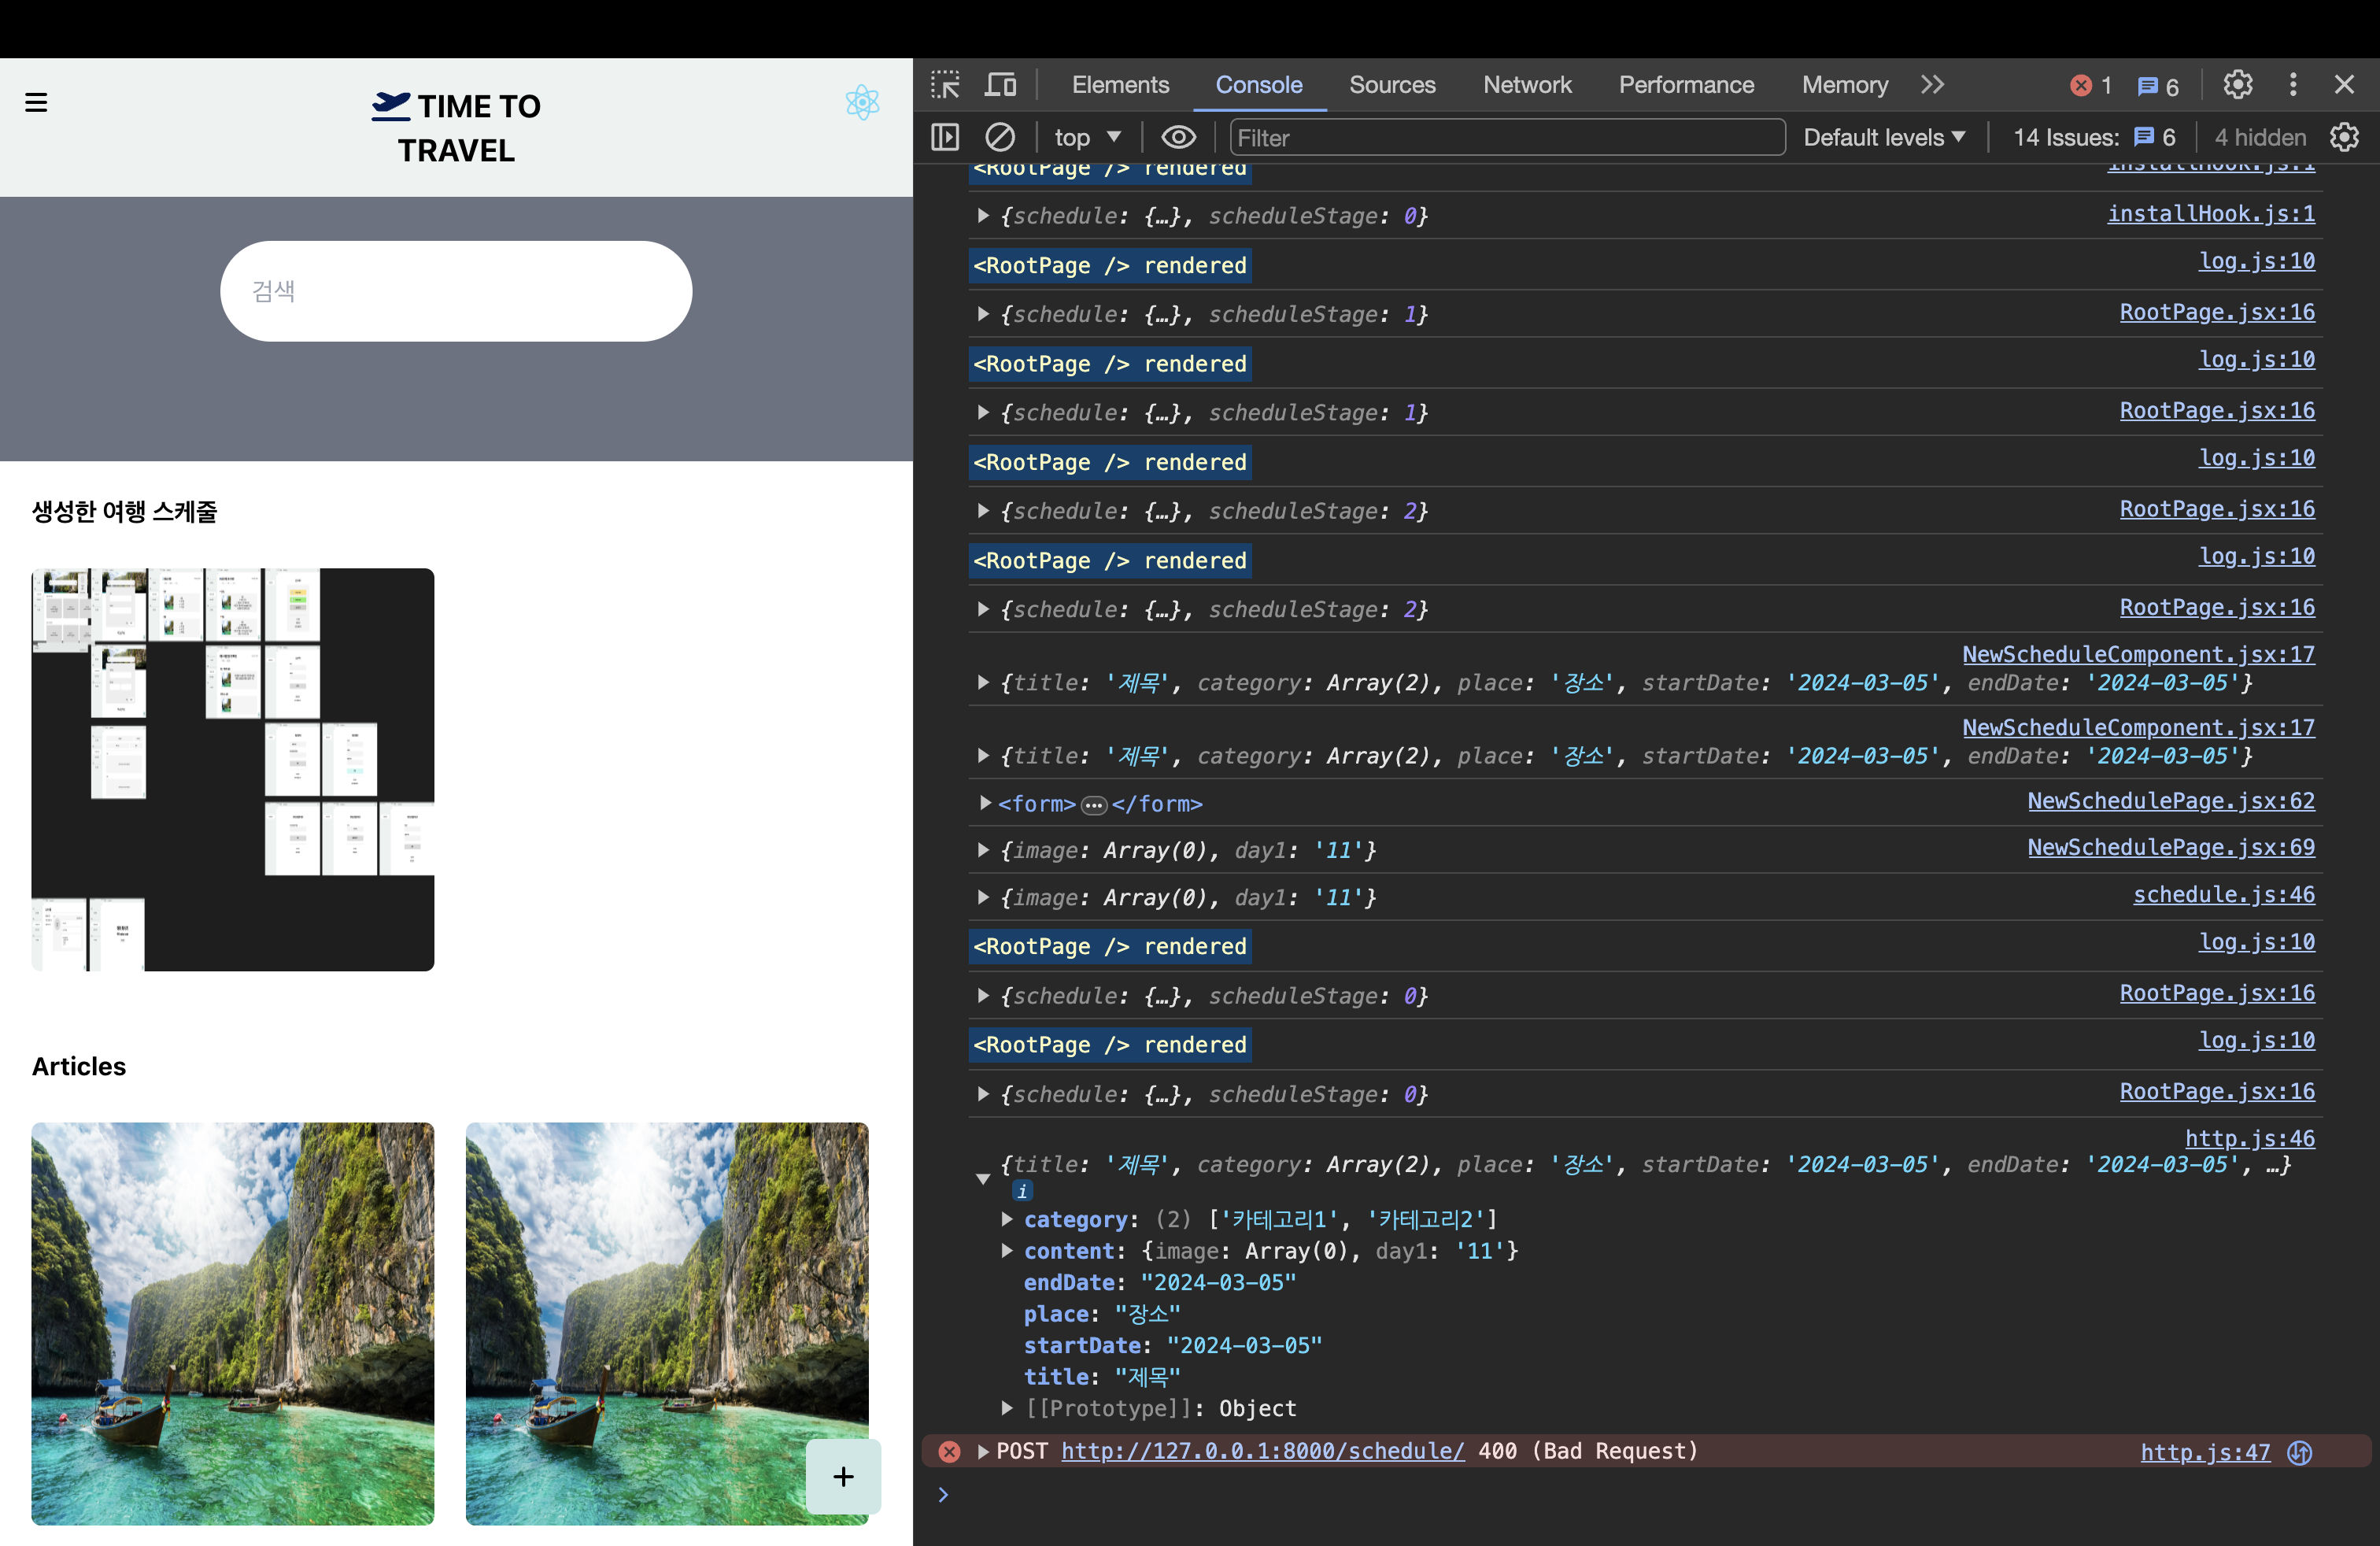 TIME TO
TRAVEL
검색
생성한 여행 스케줄
Articles
+
Elements Console Sources Network Performance Memory 1 6
top Filter Default levels 14 Issues: 6 4 hidden
<RootPage /> rendered installHook.js:1
{schedule: {…}, scheduleStage: 0} installHook.js:1
<RootPage /> rendered log.js:10
{schedule: {…}, scheduleStage: 1} RootPage.jsx:16
<RootPage /> rendered log.js:10
{schedule: {…}, scheduleStage: 1} RootPage.jsx:16
<RootPage /> rendered log.js:10
{schedule: {…}, scheduleStage: 2} RootPage.jsx:16
<RootPage /> rendered log.js:10
{schedule: {…}, scheduleStage: 2} RootPage.jsx:16
NewScheduleComponent.jsx:17
{title: '제목', category: Array(2), place: '장소', startDate: '2024-03-05', endDate: '2024-03-05'}
NewScheduleComponent.jsx:17
{title: '제목', category: Array(2), place: '장소', startDate: '2024-03-05', endDate: '2024-03-05'}
<form>…</form> NewSchedulePage.jsx:62
{image: Array(0), day1: '11'} NewSchedulePage.jsx:69
{image: Array(0), day1: '11'} schedule.js:46
<RootPage /> rendered log.js:10
{schedule: {…}, scheduleStage: 0} RootPage.jsx:16
<RootPage /> rendered log.js:10
{schedule: {…}, scheduleStage: 0} RootPage.jsx:16
http.js:46
{title: '제목', category: Array(2), place: '장소', startDate: '2024-03-05', endDate: '2024-03-05', …}
i
category: (2) ['카테고리1', '카테고리2']
content: {image: Array(0), day1: '11'}
endDate: "2024-03-05"
place: "장소"
startDate: "2024-03-05"
title: "제목"
[[Prototype]]: Object
POST http://127.0.0.1:8000/schedule/ 400 (Bad Request) http.js:47